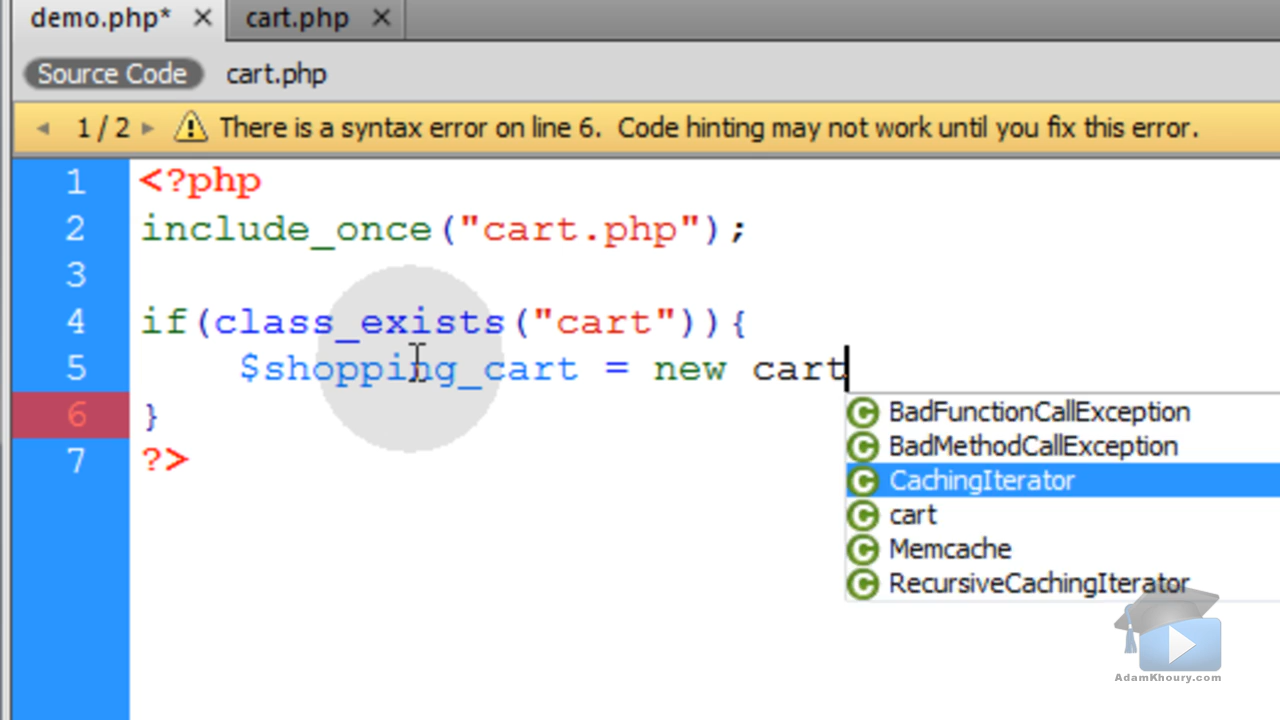 demo.php* × cart.php ×
Source Code cart.php
1 / 2 There is a syntax error on line 6. Code hinting may not work until you fix this error.
1 <?php
2 include_once("cart.php");
3
4 if(class_exists("cart")){
5 $shopping_cart = new cart
6 }
7 ?>
C BadFunctionCallException
C BadMethodCallException
C CachingIterator
C cart
C Memcache
C RecursiveCachingIterator
AdamKhoury.com